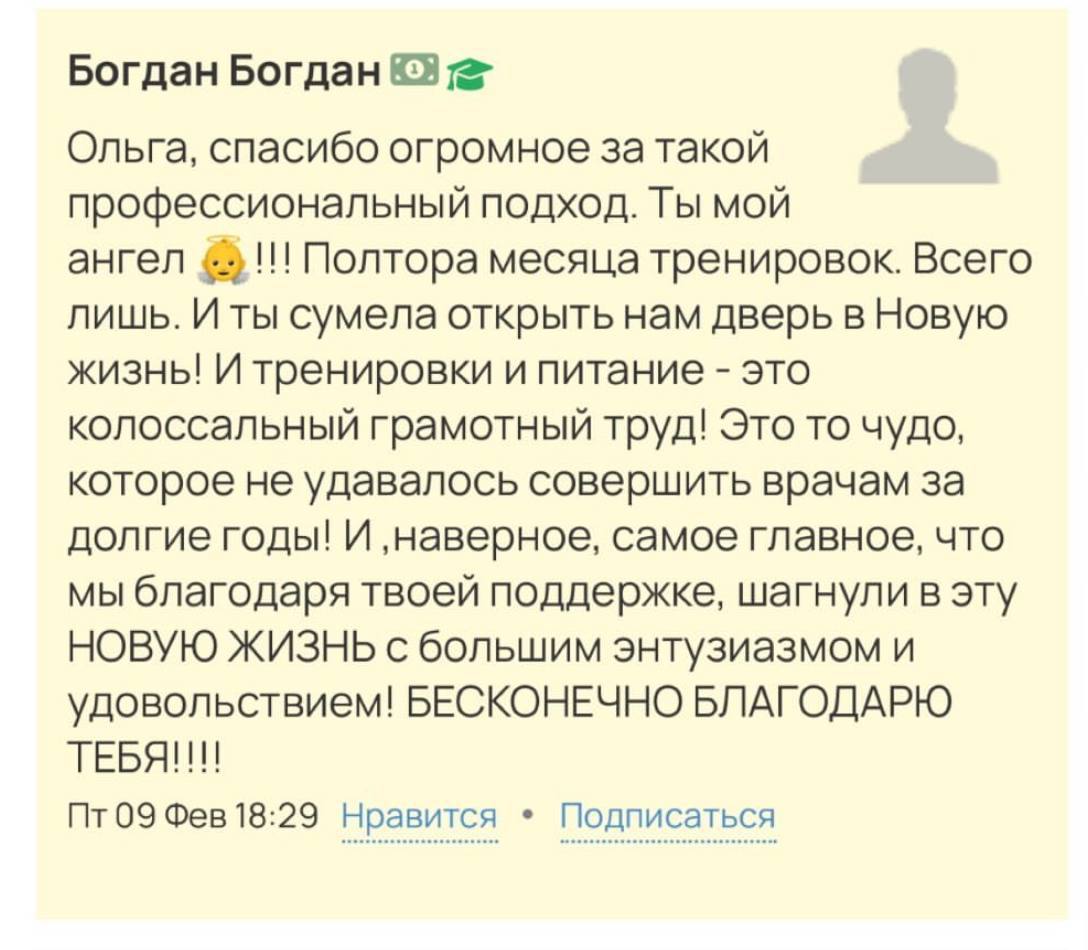 Богдан Богдан
Ольга, спасибо огромное за такой
профессиональный подход. Ты мой
ангел 👼!!! Полтора месяца тренировок. Всего
лишь. И ты сумела открыть нам дверь в Новую
жизнь! И тренировки и питание - это
колоссальный грамотный труд! Это то чудо,
которое не удавалось совершить врачам за
долгие годы! И ,наверное, самое главное, что
мы благодаря твоей поддержке, шагнули в эту
НОВУЮ ЖИЗНЬ с большим энтузиазмом и
удовольствием! БЕСКОНЕЧНО БЛАГОДАРЮ
ТЕБЯ!!!!
Пт 09 Фев 18:29 Нравится • Подписаться